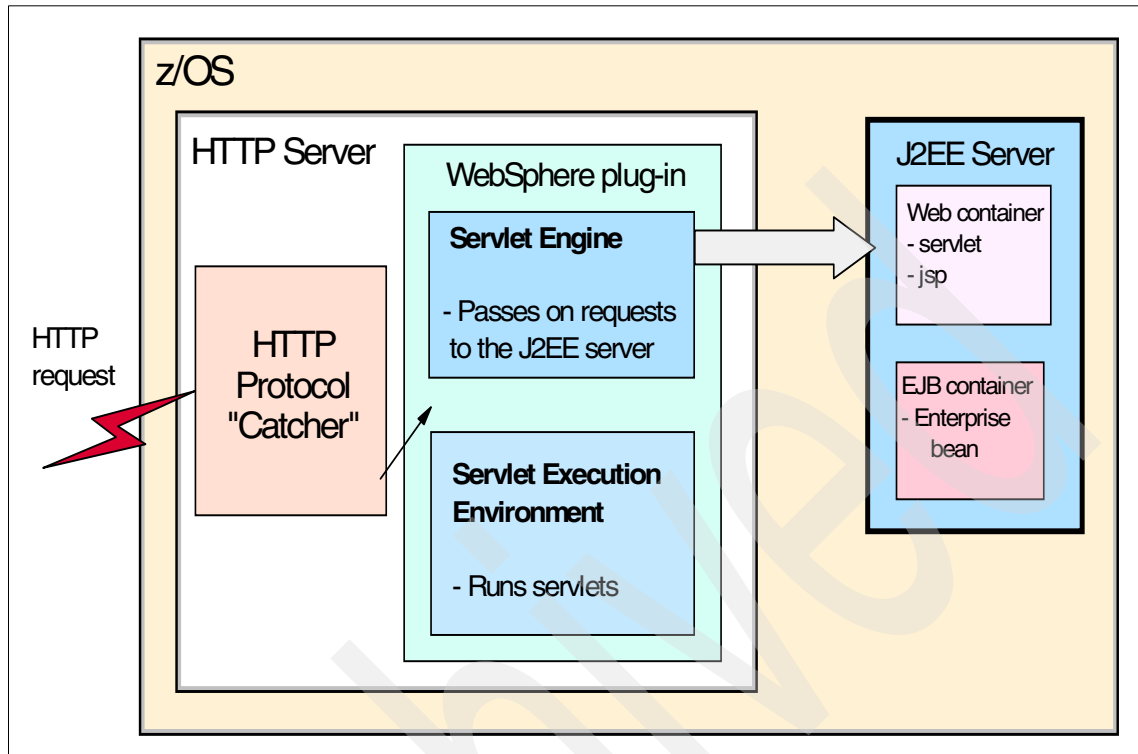 z/OS
HTTP Server
WebSphere plug-in
Servlet Engine
- Passes on requests
to the J2EE server
HTTP
request
HTTP
Protocol
"Catcher"
Servlet Execution
Environment
- Runs servlets
J2EE Server
Web container
- servlet
- jsp
EJB container
- Enterprise
bean